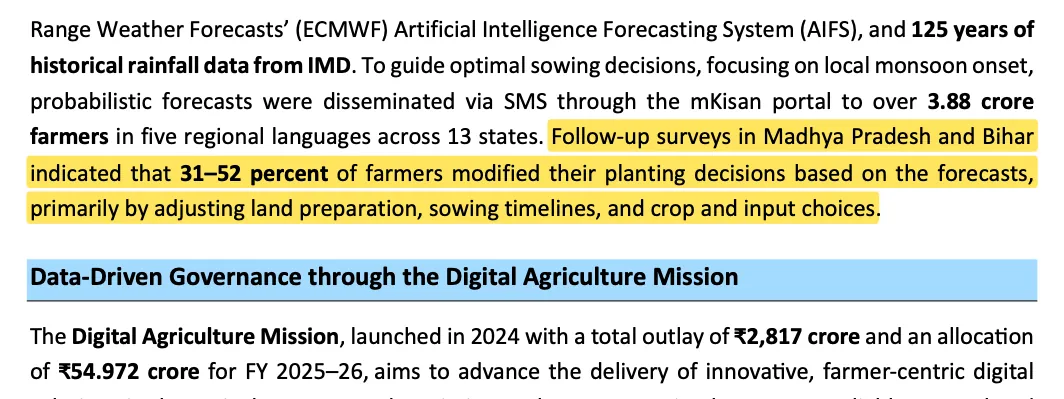 Range Weather Forecasts’ (ECMWF) Artificial Intelligence Forecasting System (AIFS), and 125 years of
historical rainfall data from IMD. To guide optimal sowing decisions, focusing on local monsoon onset,
probabilistic forecasts were disseminated via SMS through the mKisan portal to over 3.88 crore
farmers in five regional languages across 13 states. Follow-up surveys in Madhya Pradesh and Bihar
indicated that 31–52 percent of farmers modified their planting decisions based on the forecasts,
primarily by adjusting land preparation, sowing timelines, and crop and input choices.
Data-Driven Governance through the Digital Agriculture Mission
The Digital Agriculture Mission, launched in 2024 with a total outlay of ₹2,817 crore and an allocation
of ₹54.972 crore for FY 2025–26, aims to advance the delivery of innovative, farmer-centric digital